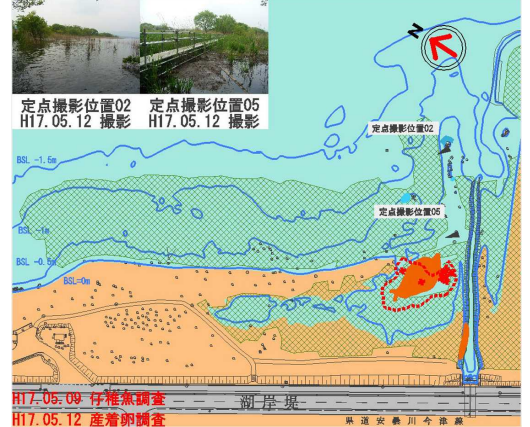 定点撮影位置02
H17.05.12 撮影
定点撮影位置05
H17.05.12 撮影
N
定点撮影位置02
BSL -1.5m
定点撮影位置05
BSL -1m
BSL -0.5m
BSL=0m
H17.05.09 仔稚魚調査
湖岸堤
H17.05.12 産着卵調査
県道安曇川今津線